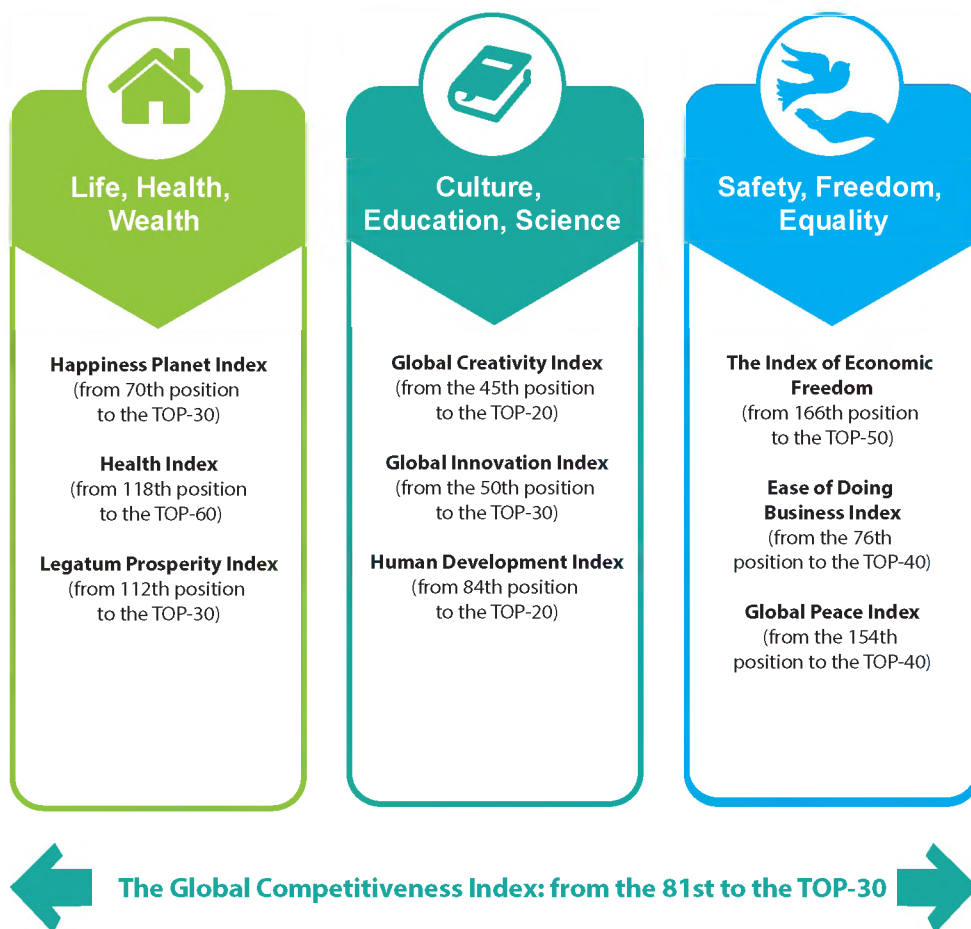 Life, Health,
Wealth
Happiness Planet Index
(from 70th position
to the TOP-30)
Health Index
(from 118th position
to the TOP-60)
Legatum Prosperity Index
(from 112th position
to the TOP-30)
Culture,
Education, Science
Global Creativity Index
(from the 45th position
to the TOP-20)
Global Innovation Index
(from the 50th position
to the TOP-30)
Human Development Index
(from 84th position
to the TOP-20)
Safety, Freedom,
Equality
The Index of Economic
Freedom
(from 166th position
to the TOP-50)
Ease of Doing
Business Index
(from the 76th
position to the TOP-40)
Global Peace Index
(from the 154th
position to the TOP-40)
The Global Competitiveness Index: from the 81st to the TOP-30